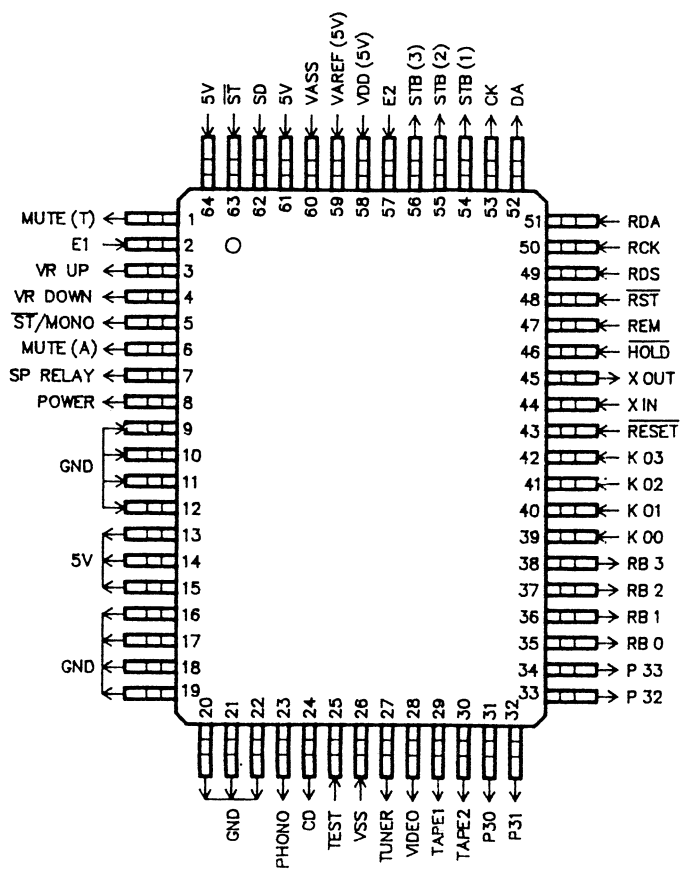 5V
S̅T̅
SD
5V
VASS
VAREF (5V)
VDD (5V)
E2
STB (3)
STB (2)
STB (1)
CK
DA
64
63
62
61
60
59
58
57
56
55
54
53
52
MUTE (T) 1
E1 2
VR UP 3
VR DOWN 4
S̅T̅/MONO 5
MUTE (A) 6
SP RELAY 7
POWER 8
9
GND
10
11
12
13
5V 14
15
16
17
GND 18
19
51 RDA
50 RCK
49 RDS
48 R̅S̅T̅
47 REM
46 H̅O̅L̅D̅
45 X OUT
44 X IN
43 R̅E̅S̅E̅T̅
42 K 03
41 K 02
40 K 01
39 K 00
38 RB 3
37 RB 2
36 RB 1
35 RB 0
34 P 33
33 P 32
20
21
22
23
24
25
26
27
28
29
30
31
32
GND
PHONO
CD
TEST
VSS
TUNER
VIDEO
TAPE1
TAPE2
P30
P31